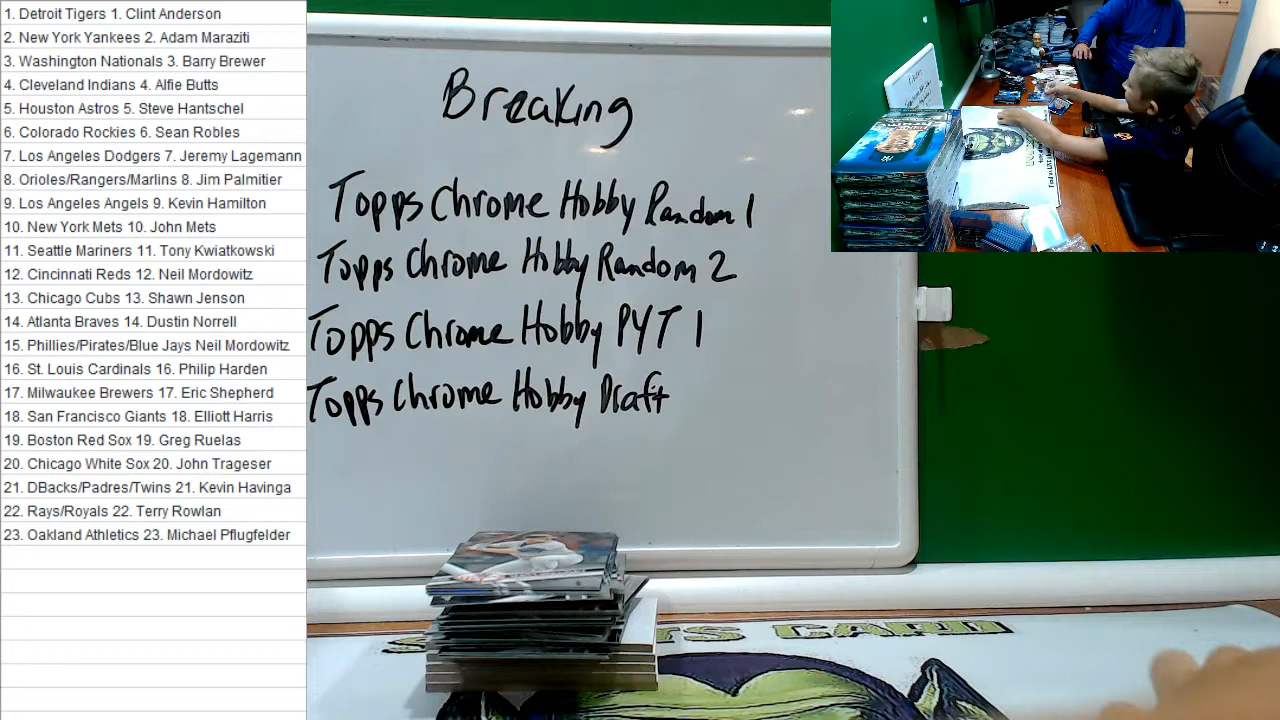 1. Detroit Tigers 1. Clint Anderson
2. New York Yankees 2. Adam Maraziti
3. Washington Nationals 3. Barry Brewer
4. Cleveland Indians 4. Alfie Butts
5. Houston Astros 5. Steve Hantschel
6. Colorado Rockies 6. Sean Robles
7. Los Angeles Dodgers 7. Jeremy Lagemann
8. Orioles/Rangers/Marlins 8. Jim Palmitier
9. Los Angeles Angels 9. Kevin Hamilton
10. New York Mets 10. John Mets
11. Seattle Mariners 11. Tony Kwiatkowski
12. Cincinnati Reds 12. Neil Mordowitz
13. Chicago Cubs 13. Shawn Jenson
14. Atlanta Braves 14. Dustin Norrell
15. Phillies/Pirates/Blue Jays Neil Mordowitz
16. St. Louis Cardinals 16. Philip Harden
17. Milwaukee Brewers 17. Eric Shepherd
18. San Francisco Giants 18. Elliott Harris
19. Boston Red Sox 19. Greg Ruelas
20. Chicago White Sox 20. John Trageser
21. DBacks/Padres/Twins 21. Kevin Havinga
22. Rays/Royals 22. Terry Rowlan
23. Oakland Athletics 23. Michael Pflugfelder
Breaking
Topps Chrome Hobby Random 1
Topps Chrome Hobby Random 2
Topps Chrome Hobby PYT 1
Topps Chrome Hobby Draft
CARD